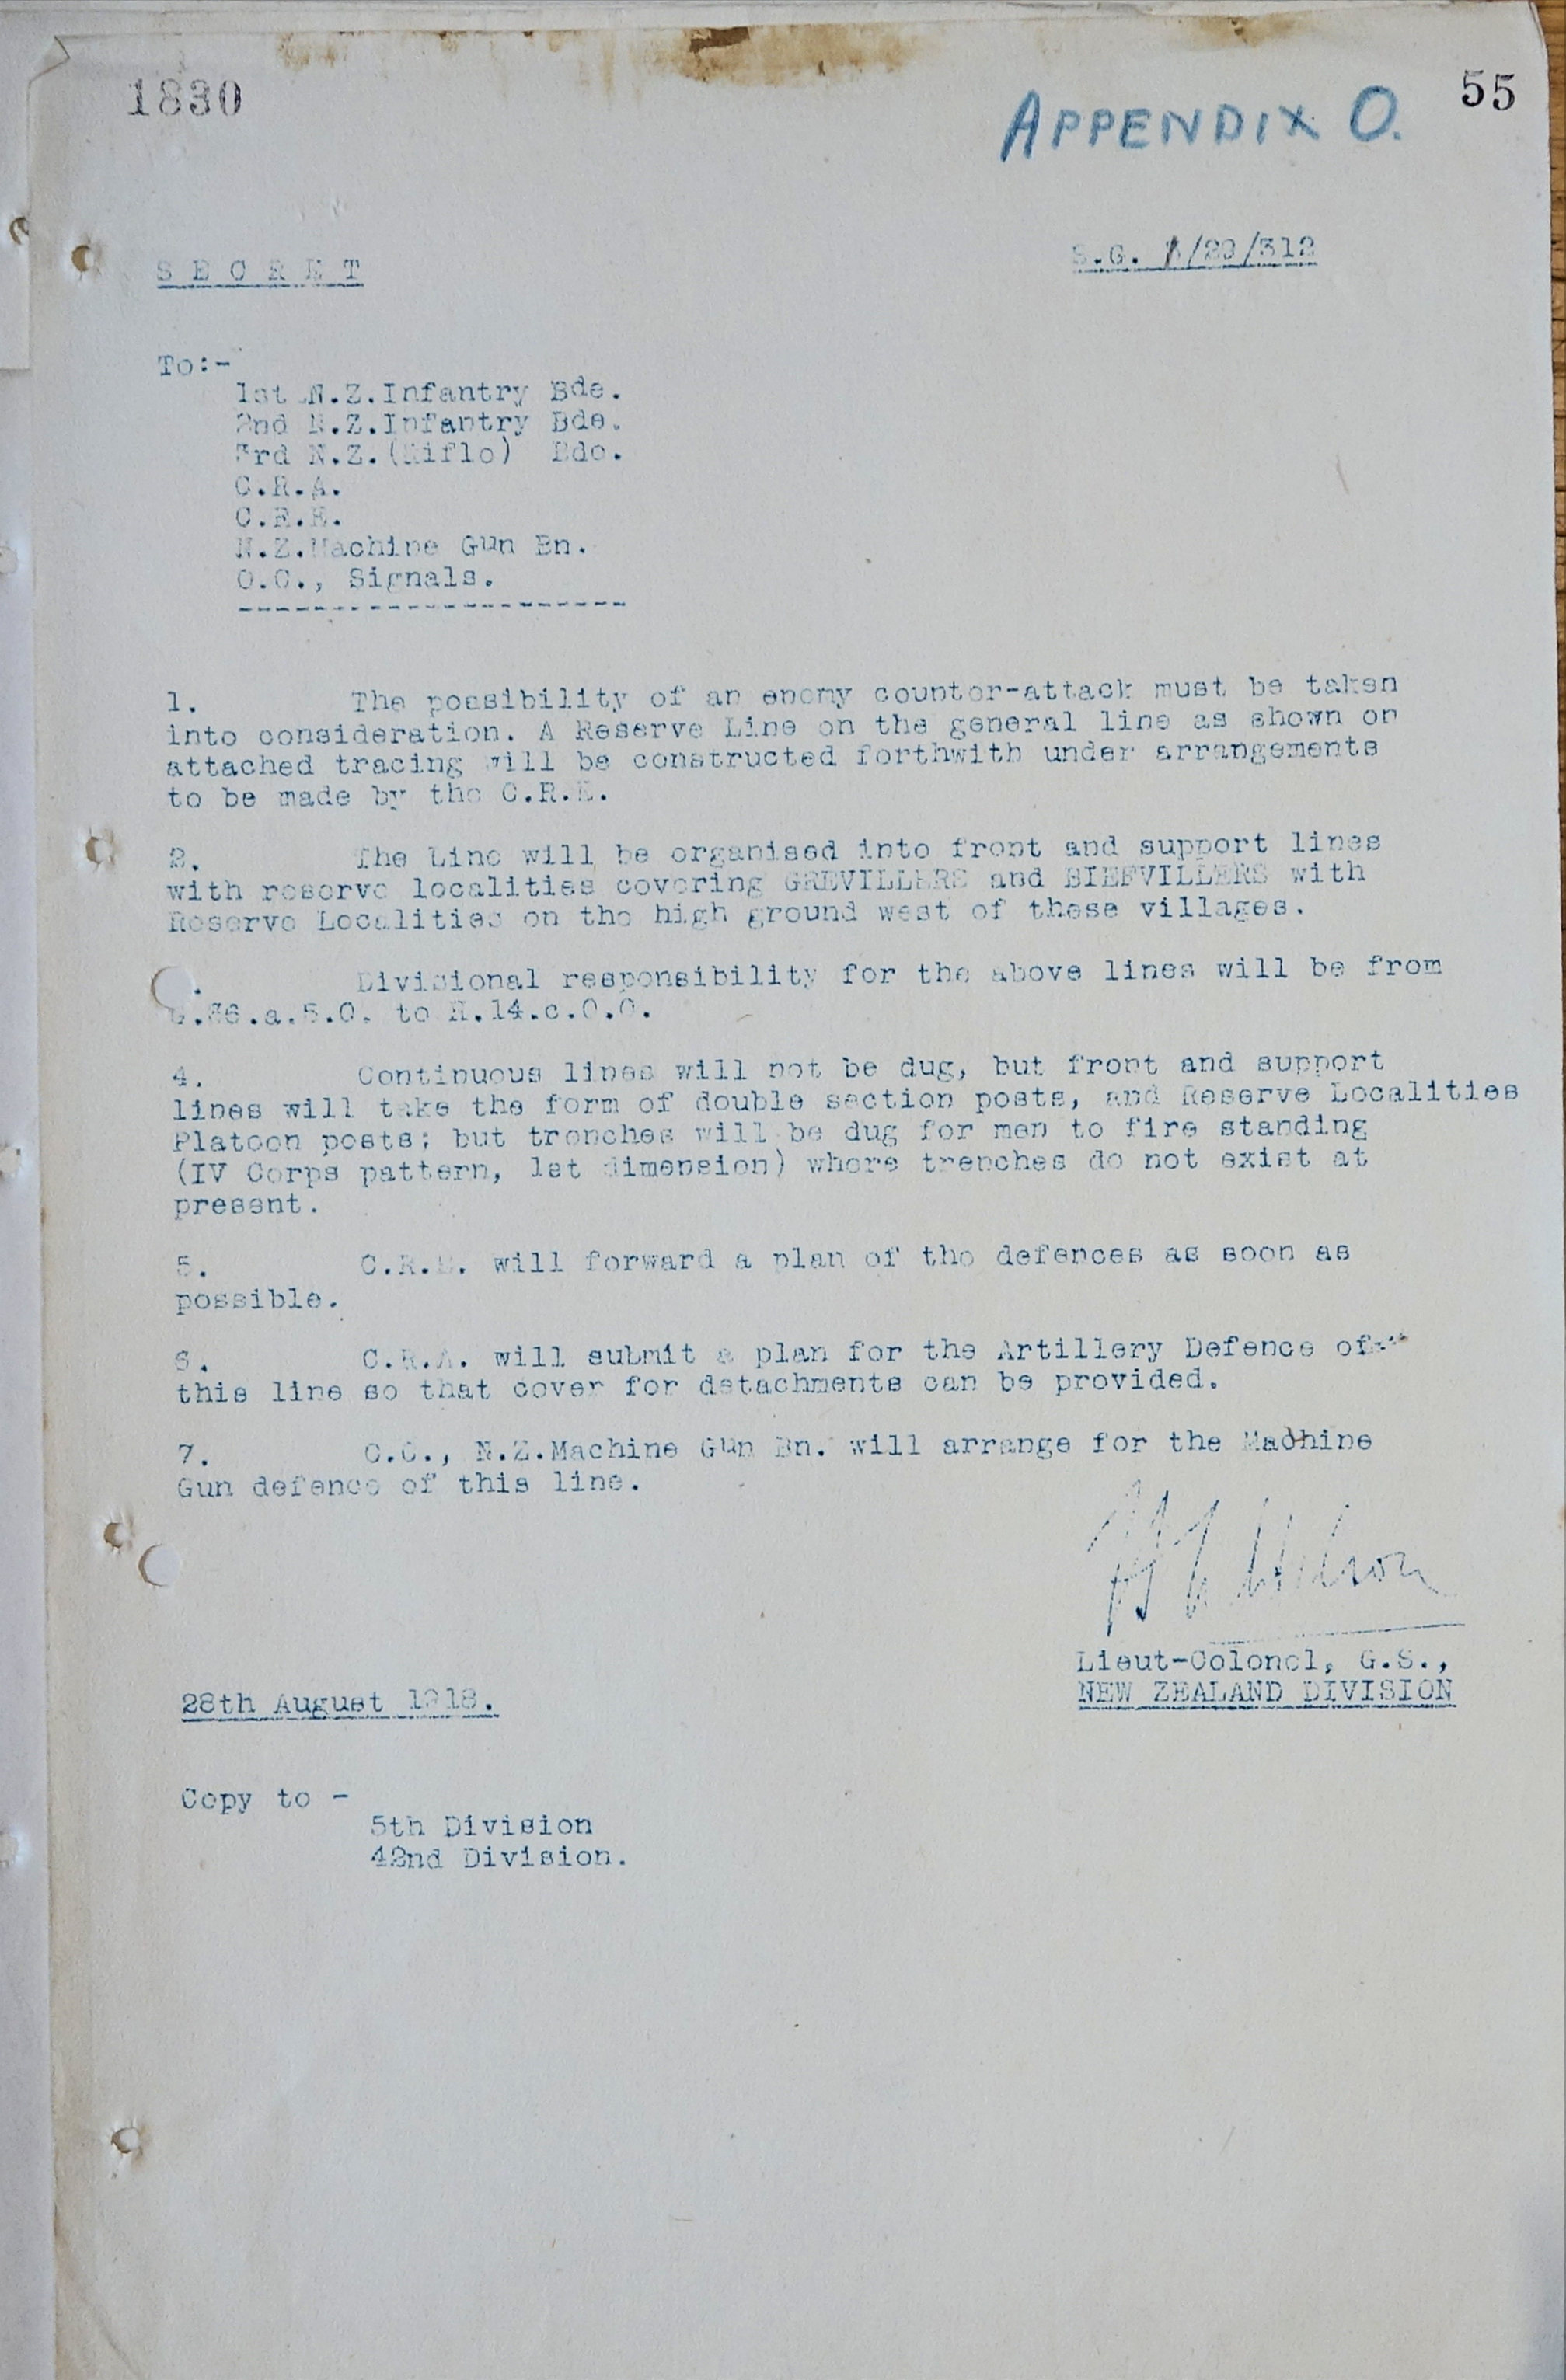 1830
55
APPENDIX O.
S E C R E T
S.G. /29/312
To:-
1st N.Z.Infantry Bde.
2nd N.Z.Infantry Bde.
3rd N.Z.(Rifle) Bde.
C.R.A.
C.R.E.
N.Z.Machine Gun Bn.
O.C., Signals.
-----------------------
1. The possibility of an enemy counter-attack must be taken
into consideration. A Reserve Line on the general line as shown on
attached tracing will be constructed forthwith under arrangements
to be made by the C.R.E.
2. The Line will be organised into front and support lines
with reserve localities covering GREVILLERS and BIEFVILLERS with
Reserve Localities on the high ground west of these villages.
. Divisional responsibility for the above lines will be from
.36.a.5.0. to H.14.c.0.0.
4. Continuous lines will not be dug, but front and support
lines will take the form of double section posts, and Reserve Localities
Platoon posts; but trenches will be dug for men to fire standing
(IV Corps pattern, 1st dimension) where trenches do not exist at
present.
5. C.R.E. will forward a plan of the defences as soon as
possible.
6. C.R.A. will submit a plan for the Artillery Defence of
this line so that cover for detachments can be provided.
7. O.C., N.Z.Machine Gun Bn. will arrange for the Machine
Gun defence of this line.
Lieut-Colonel, G.S.,
NEW ZEALAND DIVISION
28th August 1918.
Copy to -
5th Division
42nd Division.